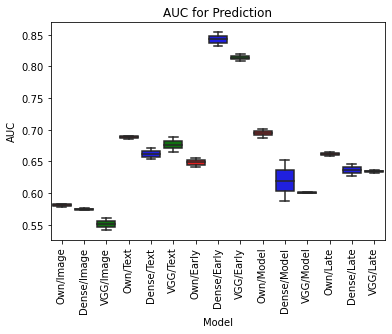 AUC for Prediction
0.85
0.80
0.75
0.70
0.65
0.60
0.55
AUC
Own/Image
Dense/Image
VGG/Image
Own/Text
Dense/Text
VGG/Text
Own/Early
Dense/Early
VGG/Early
Own/Model
Dense/Model
VGG/Model
Own/Late
Dense/Late
VGG/Late
Model